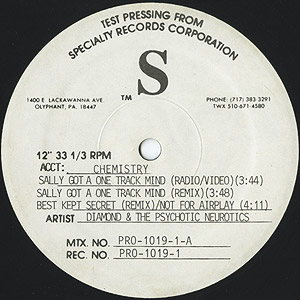 TEST PRESSING FROM
SPECIALTY RECORDS CORPORATION
S
TM
1400 E. LACKAWANNA AVE
OLYPHANT, PA. 18447
PHONE: (717) 383 3291
TWX 510-671-4580
12" 33 1/3 RPM
ACCT: CHEMISTRY
SALLY GOT A ONE TRACK MIND (RADIO/VIDEO)(3:44)
SALLY GOT A ONE TRACK MIND (REMIX)(3:48)
BEST KEPT SECRET (REMIX)/NOT FOR AIRPLAY (4:11)
ARTIST DIAMOND & THE PSYCHOTIC NEUROTICS
MTX. NO. PRO-1019-1-A
REC. NO. PRO-1019-1